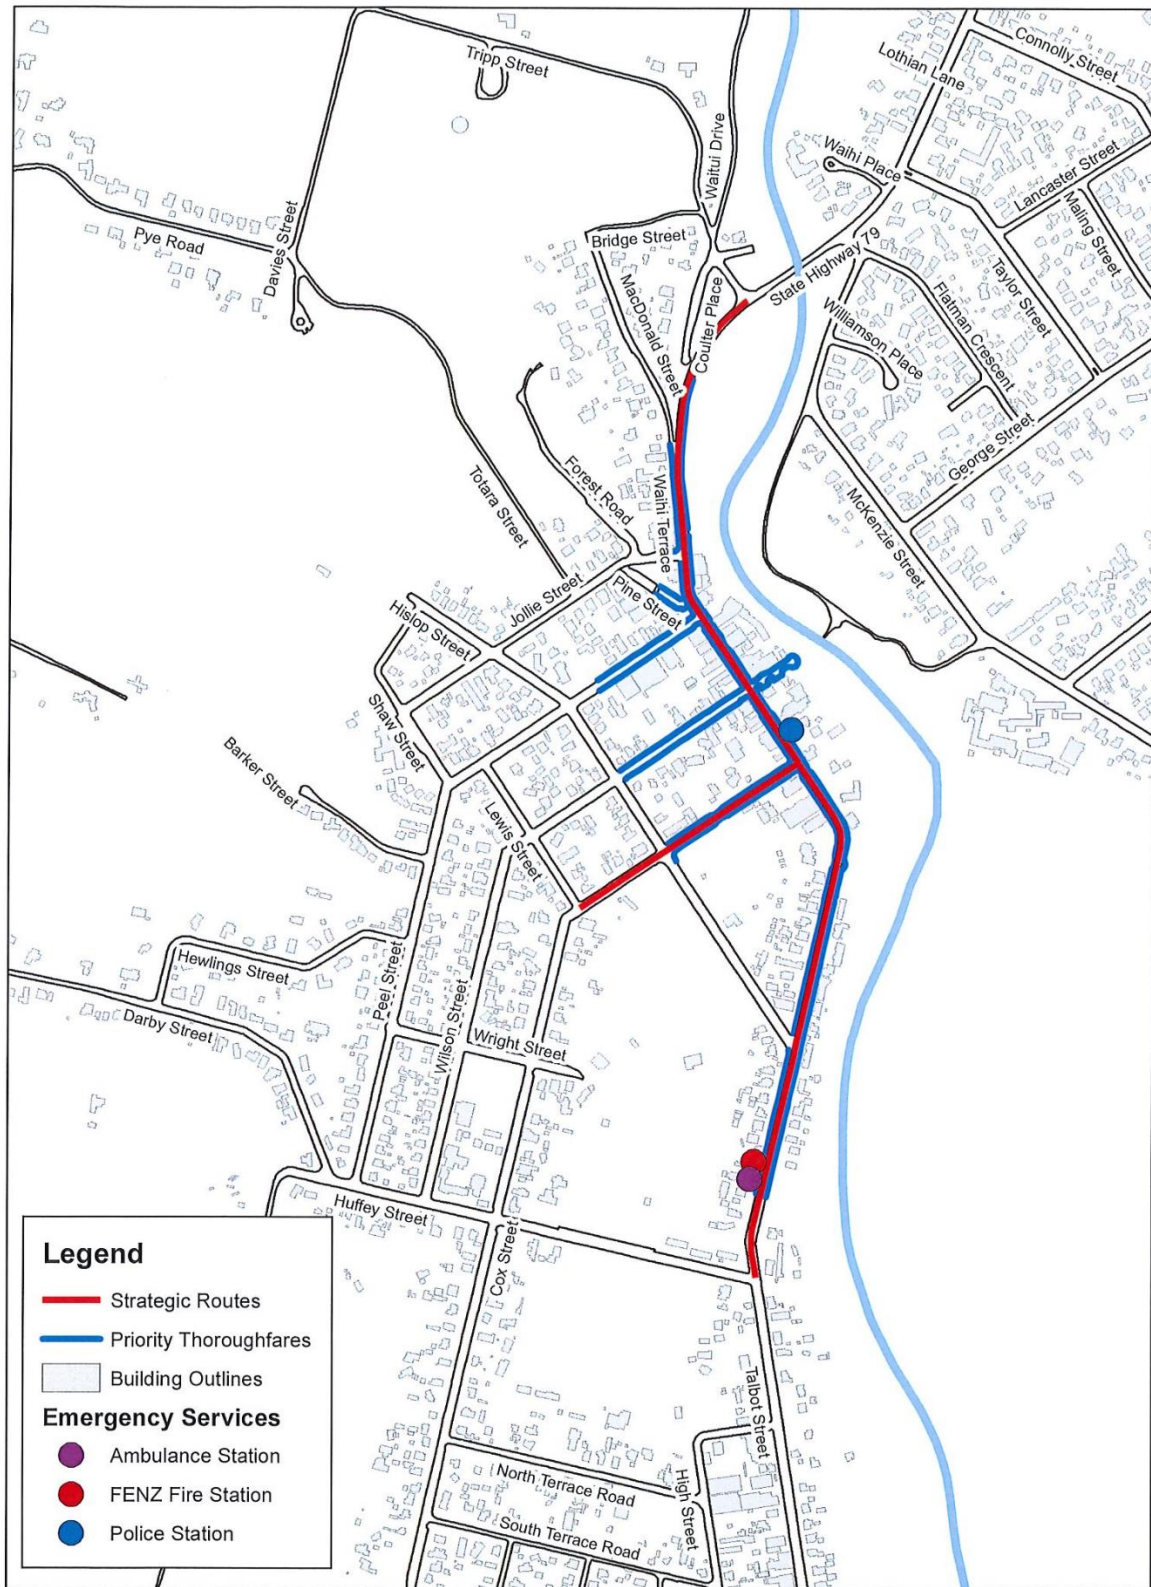 Connolly Street
Lothian Lane
Tripp Street
Waitui Drive
Waihi Place
Lancaster Street
Maling Street
Bridge Street
Pye Road
Davies Street
State Highway 79
Taylor Street
MacDonald Street
Coulter Place
Flatman Crescent
Williamson Place
George Street
Forest Road
Waihi Terrace
Totara Street
McKenzie Street
Jollie Street
Pine Street
Hislop Street
Shaw Street
Barker Street
Lewis Street
Hewlings Street
Peel Street
Wilson Street
Darby Street
Wright Street
Huffey Street
Cox Street
Talbot Street
North Terrace Road
High Street
South Terrace Road
Legend
Strategic Routes
Priority Thoroughfares
Building Outlines
Emergency Services
Ambulance Station
FENZ Fire Station
Police Station